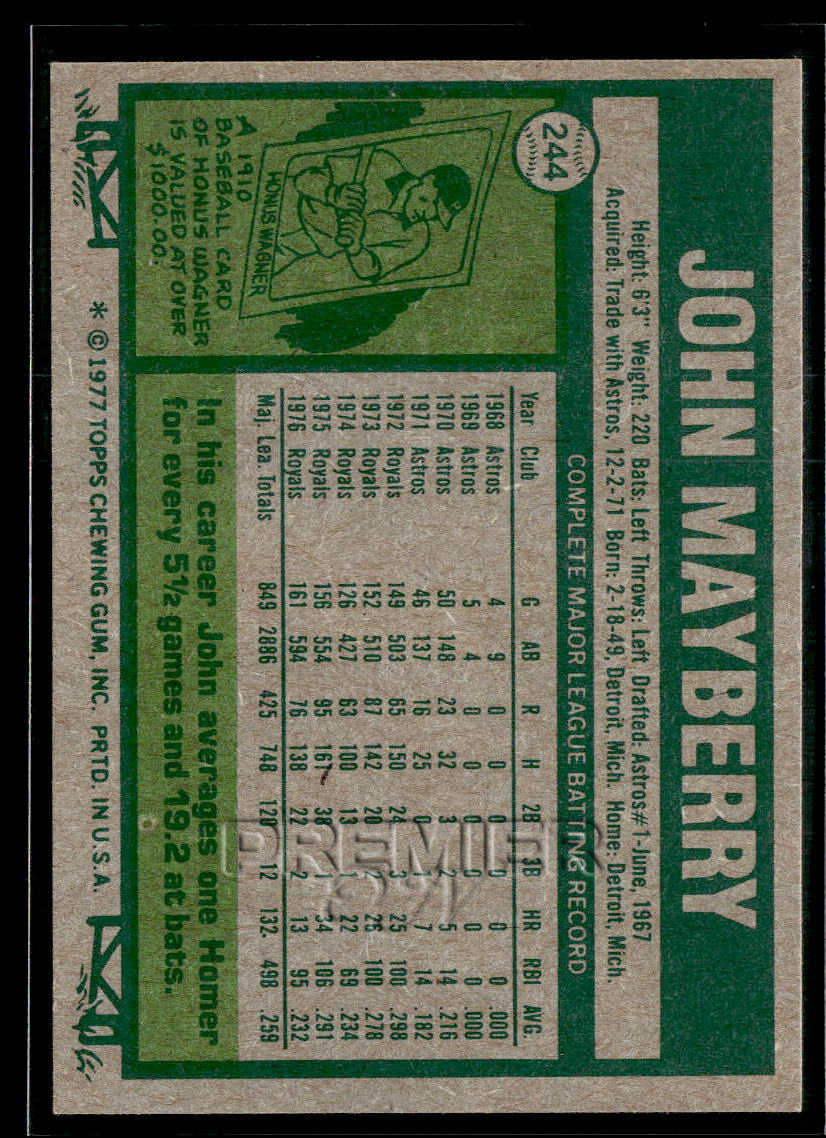 JOHN MAYBERRY
244
Height: 6'3" Weight: 220 Bats: Left Throws: Left Drafted: Astros #1-June, 1967
Acquired: Trade with Astros, 12-2-71 Born: 2-18-49, Detroit, Mich. Home: Detroit, Mich.
COMPLETE MAJOR LEAGUE BATTING RECORD
Year Club G AB R H 2B 3B HR RBI AVG.
1968 Astros 4 9 0 0 0 0 0 0 .000
1969 Astros 5 4 0 0 0 0 0 0 .000
1970 Astros 50 148 23 32 3 2 5 14 .216
1971 Astros 46 137 16 25 0 1 7 14 .182
1972 Royals 149 503 65 150 24 3 25 100 .298
1973 Royals 152 510 87 142 20 2 26 100 .278
1974 Royals 126 427 63 100 13 1 22 69 .234
1975 Royals 156 554 95 167 38 1 34 106 .291
1976 Royals 161 594 76 138 22 2 13 95 .232
Maj. Lea. Totals 849 2886 425 748 120 12 132 498 .259
In his career John averages one Homer
for every 5½ games and 19.2 at bats.
HONUS WAGNER
HONUS WAGNER
A 1910
BASEBALL CARD
OF HONUS WAGNER
IS VALUED AT OVER
$1000.00.
* © 1977 TOPPS CHEWING GUM, INC. PRTD. IN U.S.A.
PREMIER